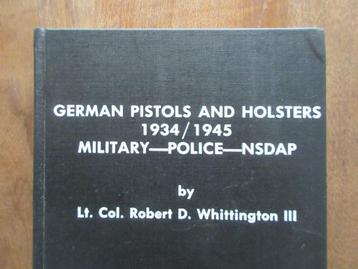 GERMAN PISTOLS AND HOLSTERS
1934/1945
MILITARY—POLICE—NSDAP
by
Lt. Col. Robert D. Whittington III